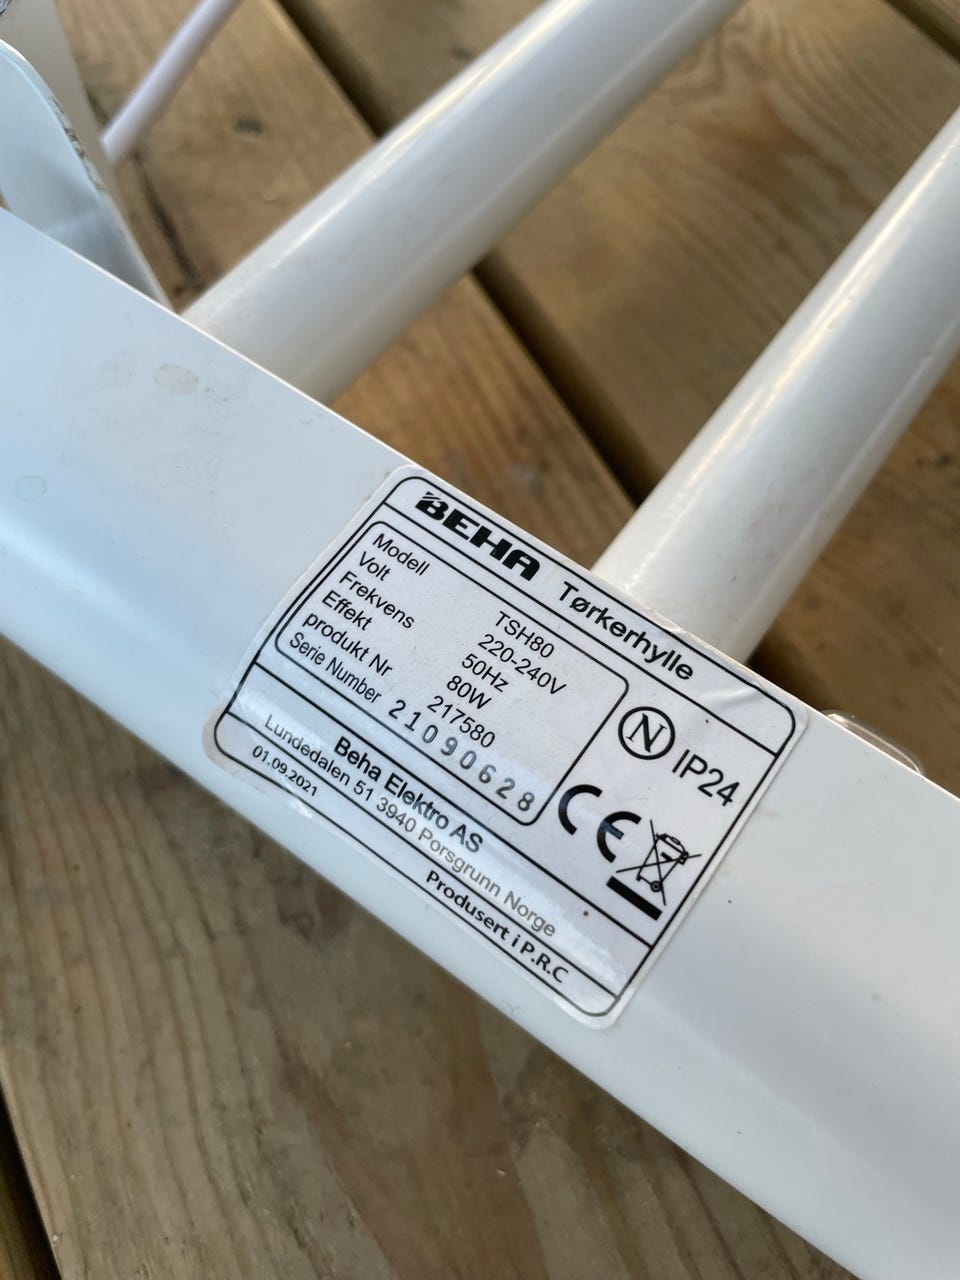 BEHA Tørkerhylle
Modell TSH80
Volt 220-240V
Frekvens 50Hz
Effekt 80W
produkt Nr 217580
Serie Number 21090628
N IP24
CE
Beha Elektro AS
Lundedalen 51 3940 Porsgrunn Norge
01.09.2021 Produsert i P.R.C